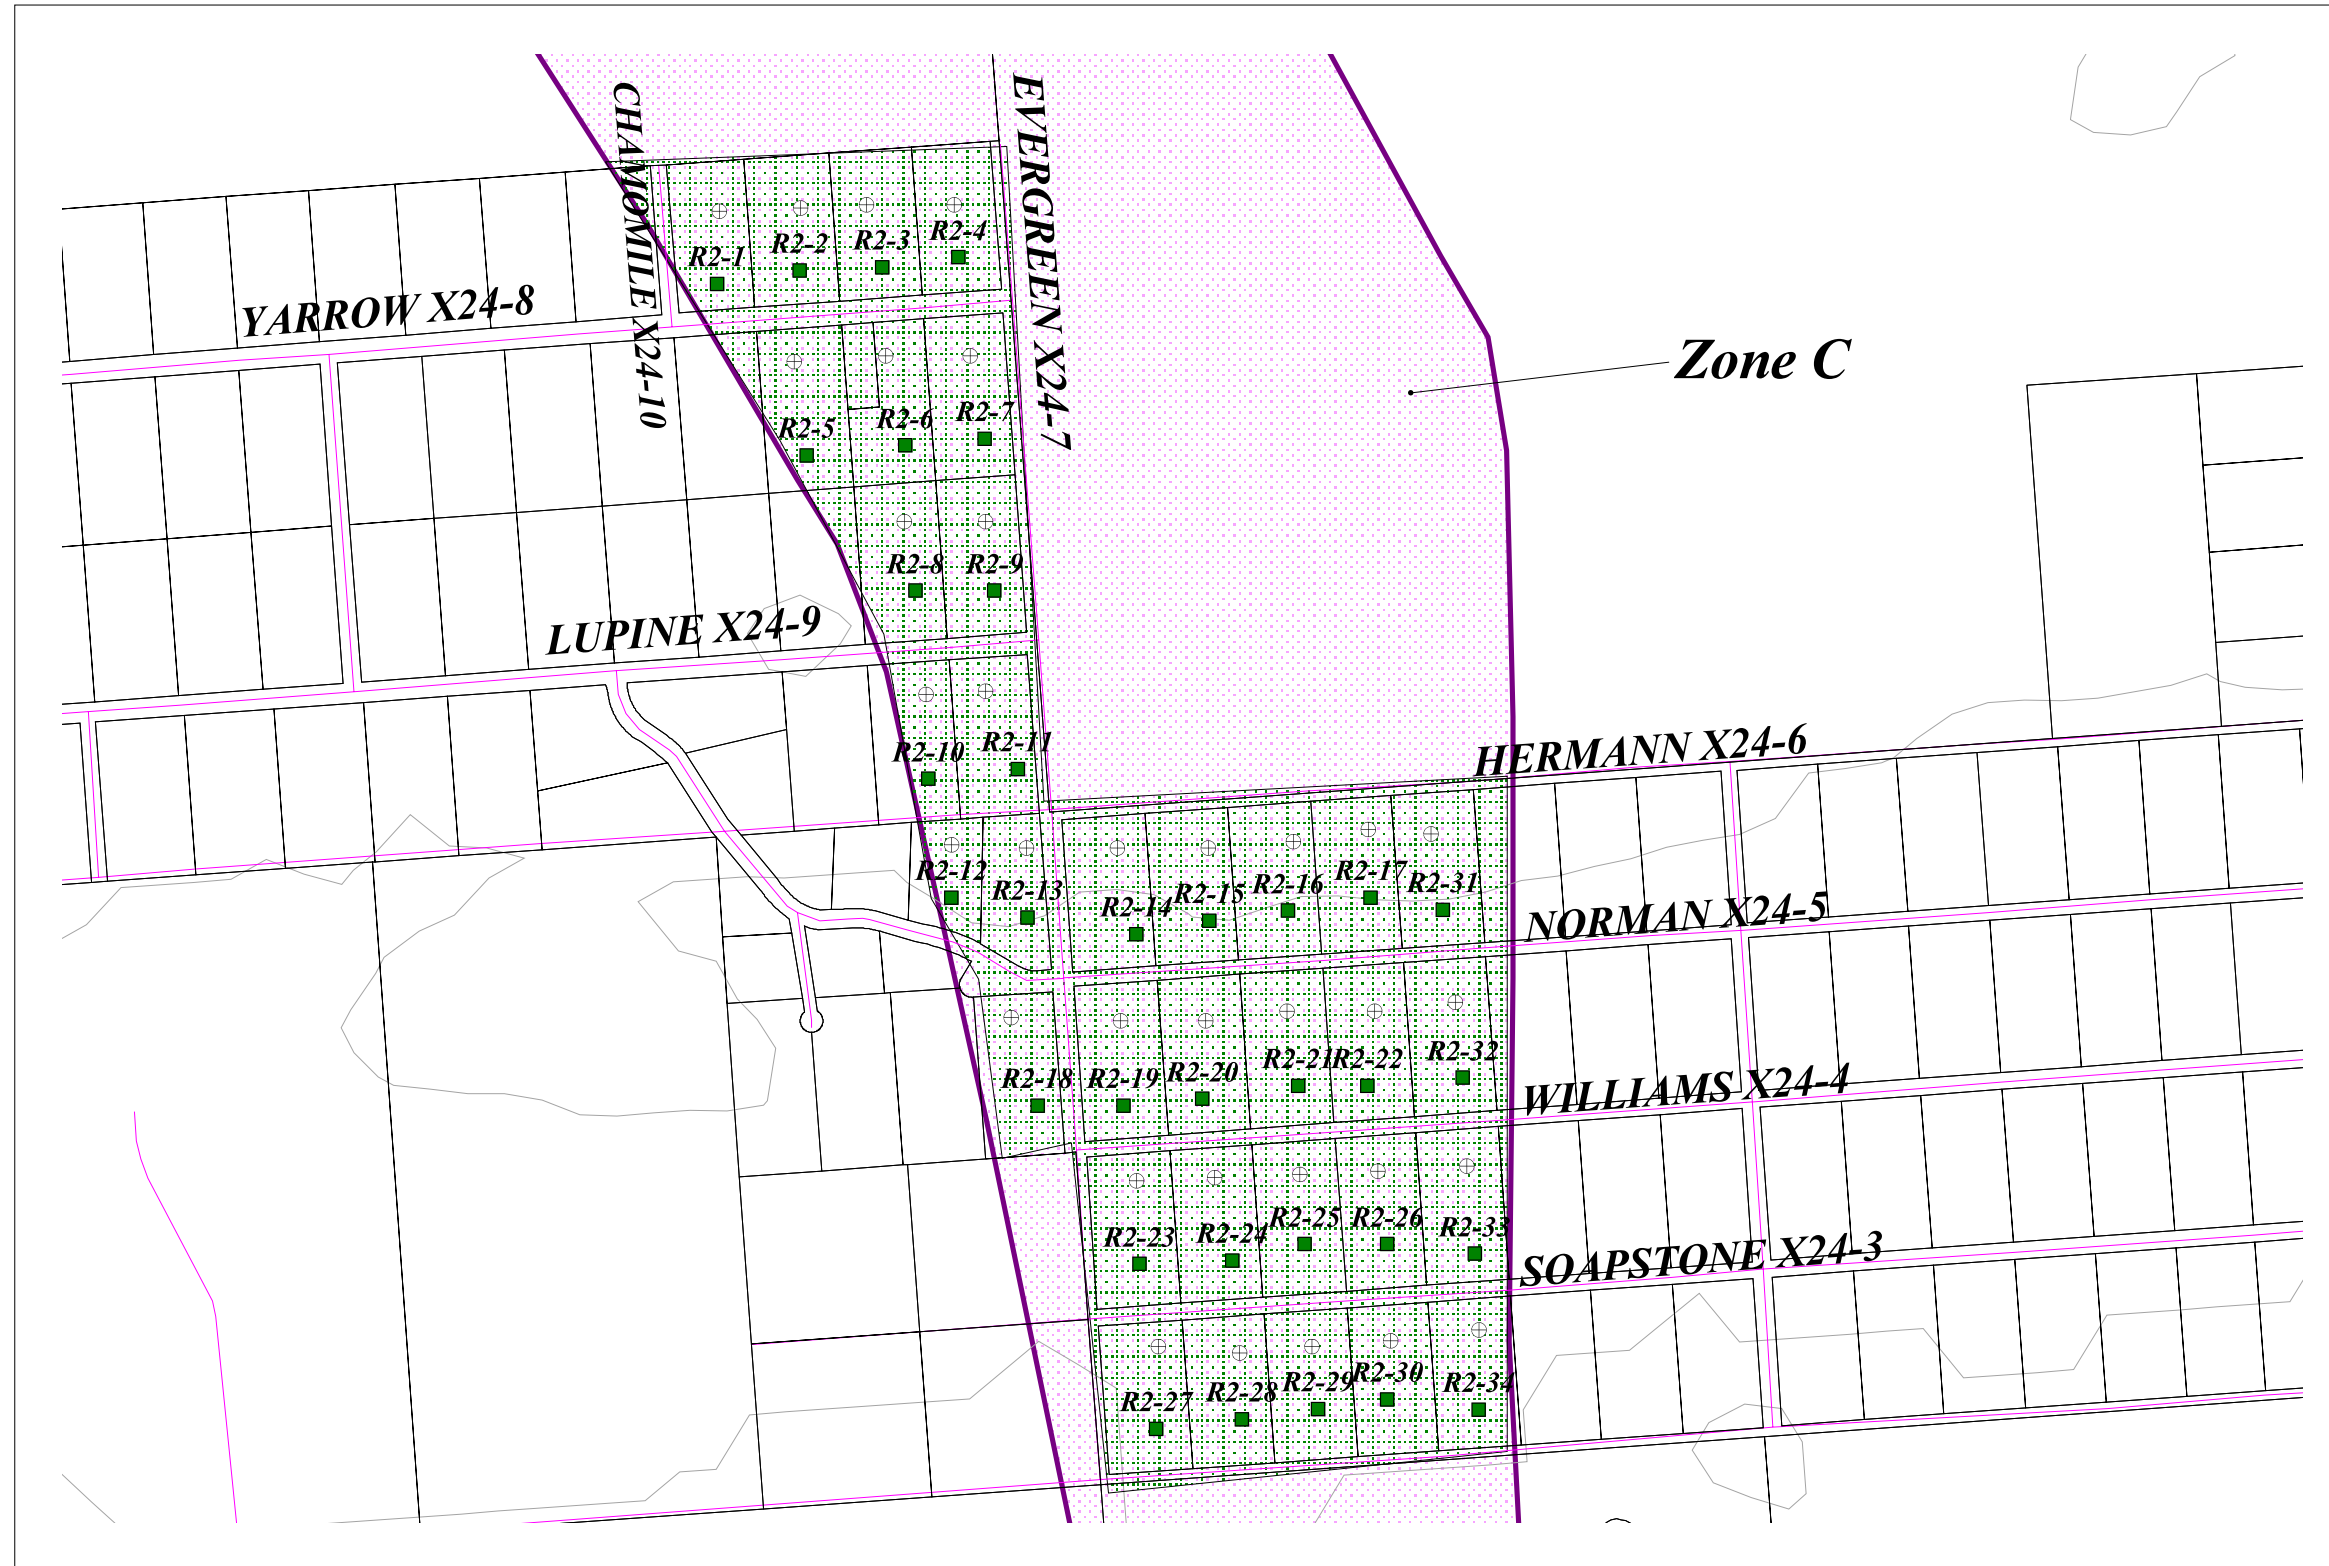 CHAMOMILE X24-10
EVERGREEN X24-7
R2-1
R2-2
R2-3
R2-4
YARROW X24-8
Zone C
R2-5
R2-6
R2-7
R2-8
R2-9
LUPINE X24-9
R2-10
R2-11
HERMANN X24-6
R2-12
R2-13
R2-14
R2-15
R2-16
R2-17
R2-31
NORMAN X24-5
R2-18
R2-19
R2-20
R2-21
R2-22
R2-32
WILLIAMS X24-4
R2-23
R2-24
R2-25
R2-26
R2-33
SOAPSTONE X24-3
R2-27
R2-28
R2-29
R2-30
R2-34